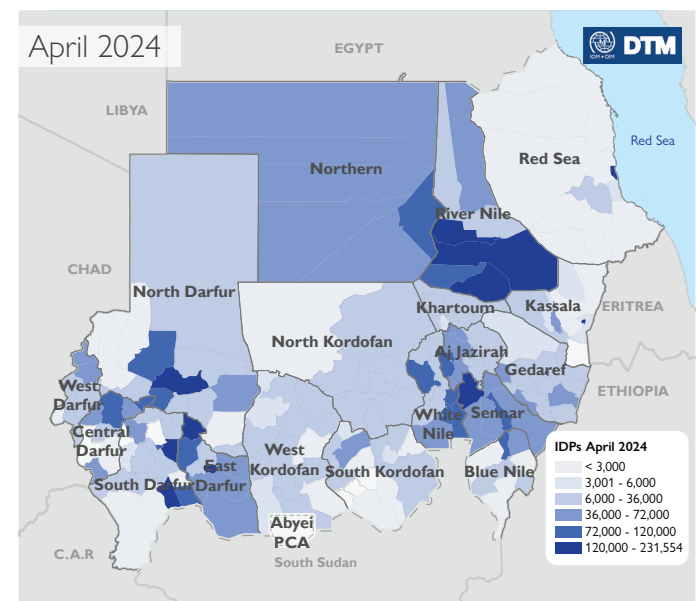 April 2024
IOM • OIM
DTM
EGYPT
LIBYA
Red Sea
Red Sea
Northern
River Nile
CHAD
North Darfur
Khartoum
Kassala
ERITREA
North Kordofan
Aj Jazirah
Gedaref
ETHIOPIA
West
Darfur
White
Nile
Sennar
Central
Darfur
West
Kordofan
South Kordofan
Blue Nile
East
Darfur
South Darfur
Abyei
PCA
C.A.R
South Sudan
IDPs April 2024
< 3,000
3,001 - 6,000
6,000 - 36,000
36,000 - 72,000
72,000 - 120,000
120,000 - 231,554